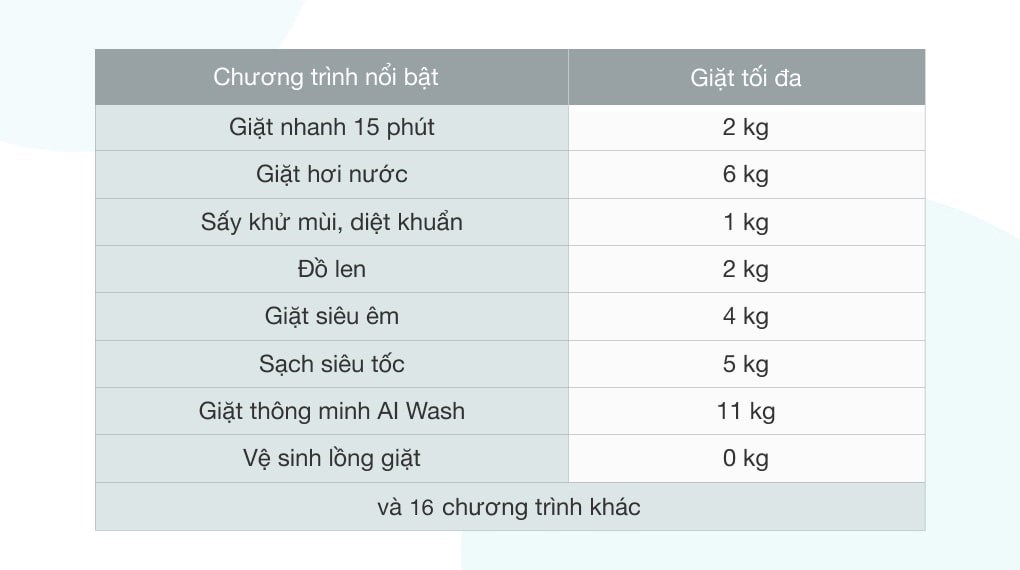 Chương trình nổi bật Giặt tối đa
Giặt nhanh 15 phút 2 kg
Giặt hơi nước 6 kg
Sấy khử mùi, diệt khuẩn 1 kg
Đồ len 2 kg
Giặt siêu êm 4 kg
Sạch siêu tốc 5 kg
Giặt thông minh AI Wash 11 kg
Vệ sinh lồng giặt 0 kg
và 16 chương trình khác